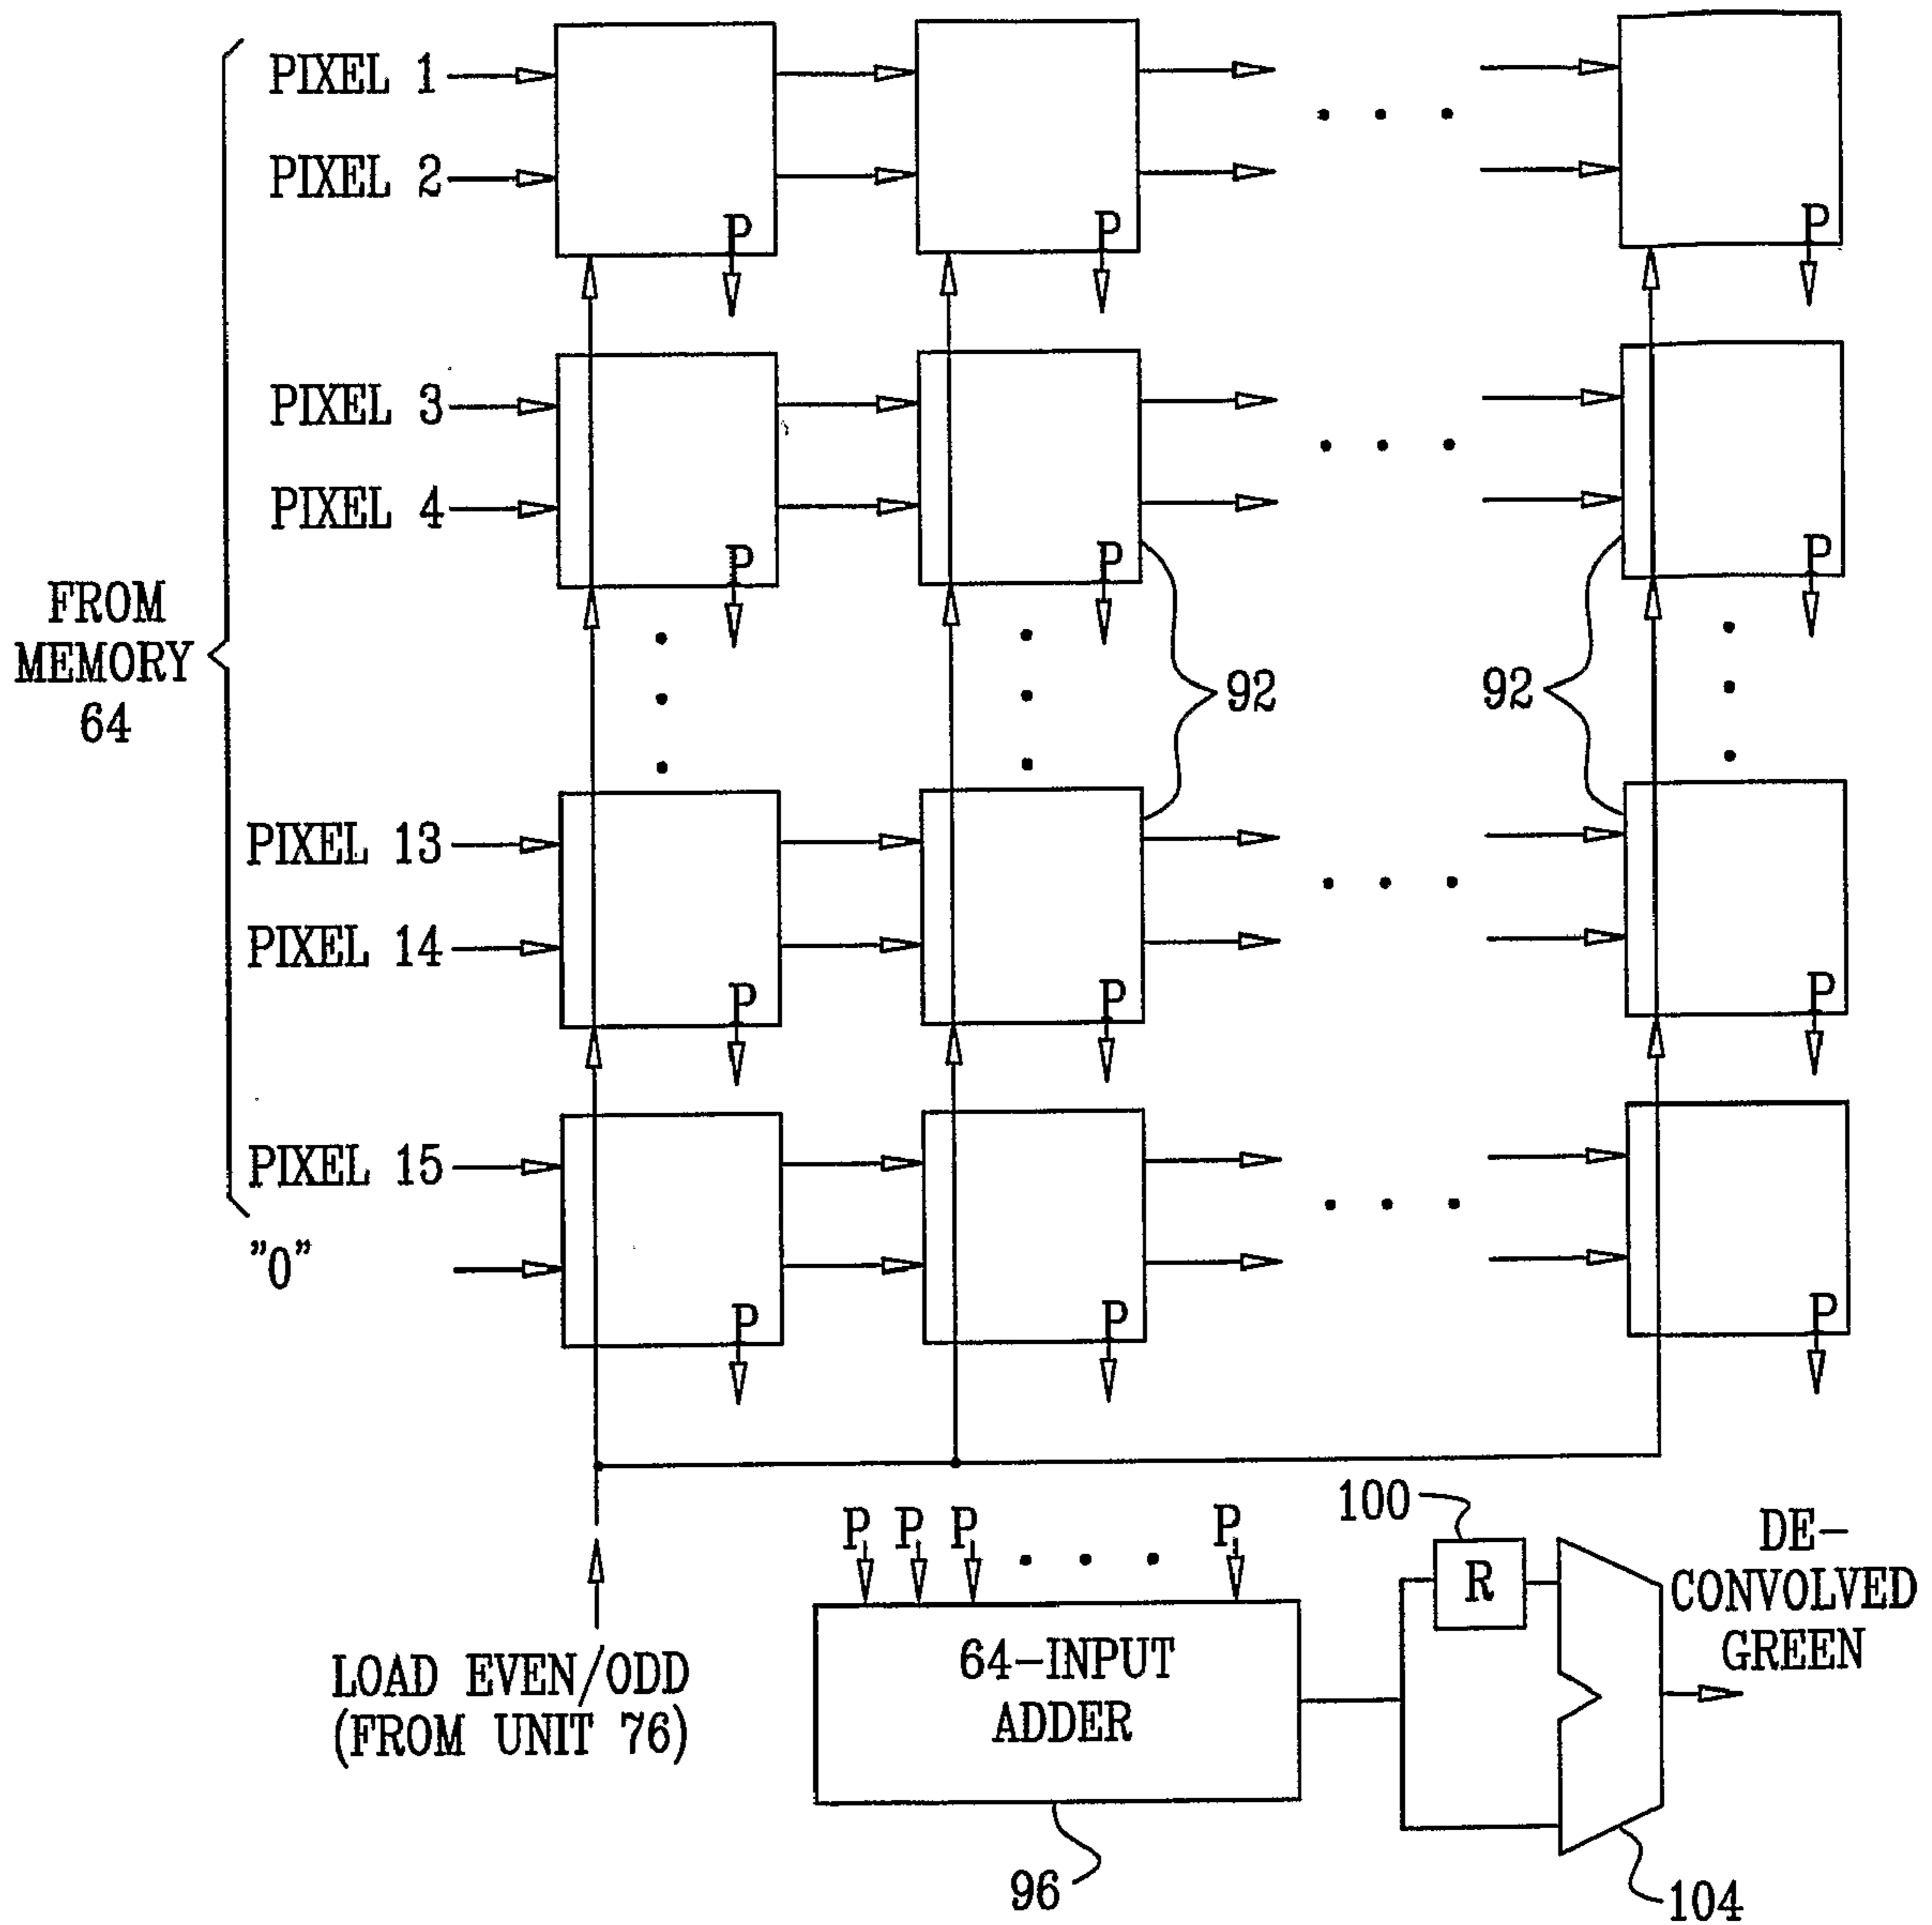 PIXEL 1
PIXEL 2
P P P
PIXEL 3
PIXEL 4
P P P
FROM
MEMORY
64
92 92
PIXEL 13
PIXEL 14
P P P
PIXEL 15
"0"
P P P
LOAD EVEN/ODD
(FROM UNIT 76)
P P P P
64-INPUT
ADDER
96
100
R
DE-
CONVOLVED
GREEN
104